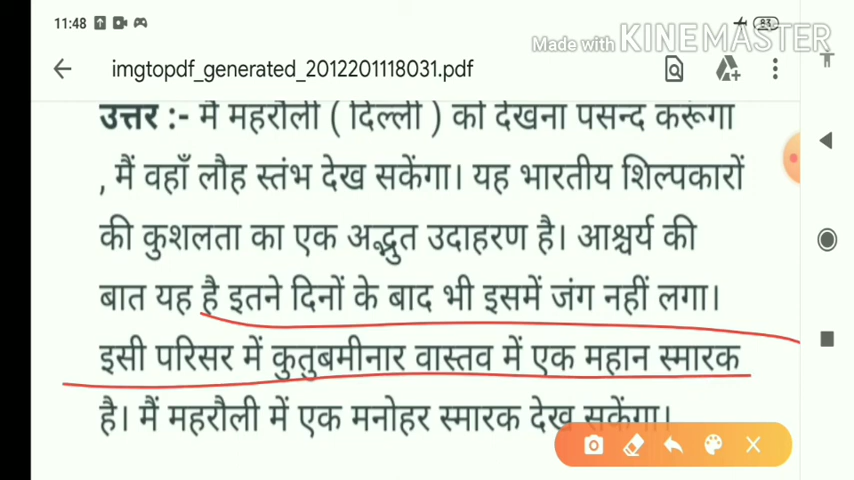 11:48
83
Made with KINEMASTER
imgtopdf_generated_2012201118031.pdf
उत्तर :- मैं महरौली ( दिल्ली ) को देखना पसन्द करूंगा
, मैं वहाँ लौह स्तंभ देख सकेंगा। यह भारतीय शिल्पकारों
की कुशलता का एक अद्भुत उदाहरण है। आश्चर्य की
बात यह है इतने दिनों के बाद भी इसमें जंग नहीं लगा।
इसी परिसर में कुतुबमीनार वास्तव में एक महान स्मारक
है। मैं महरौली में एक मनोहर स्मारक देख सकेंगा।